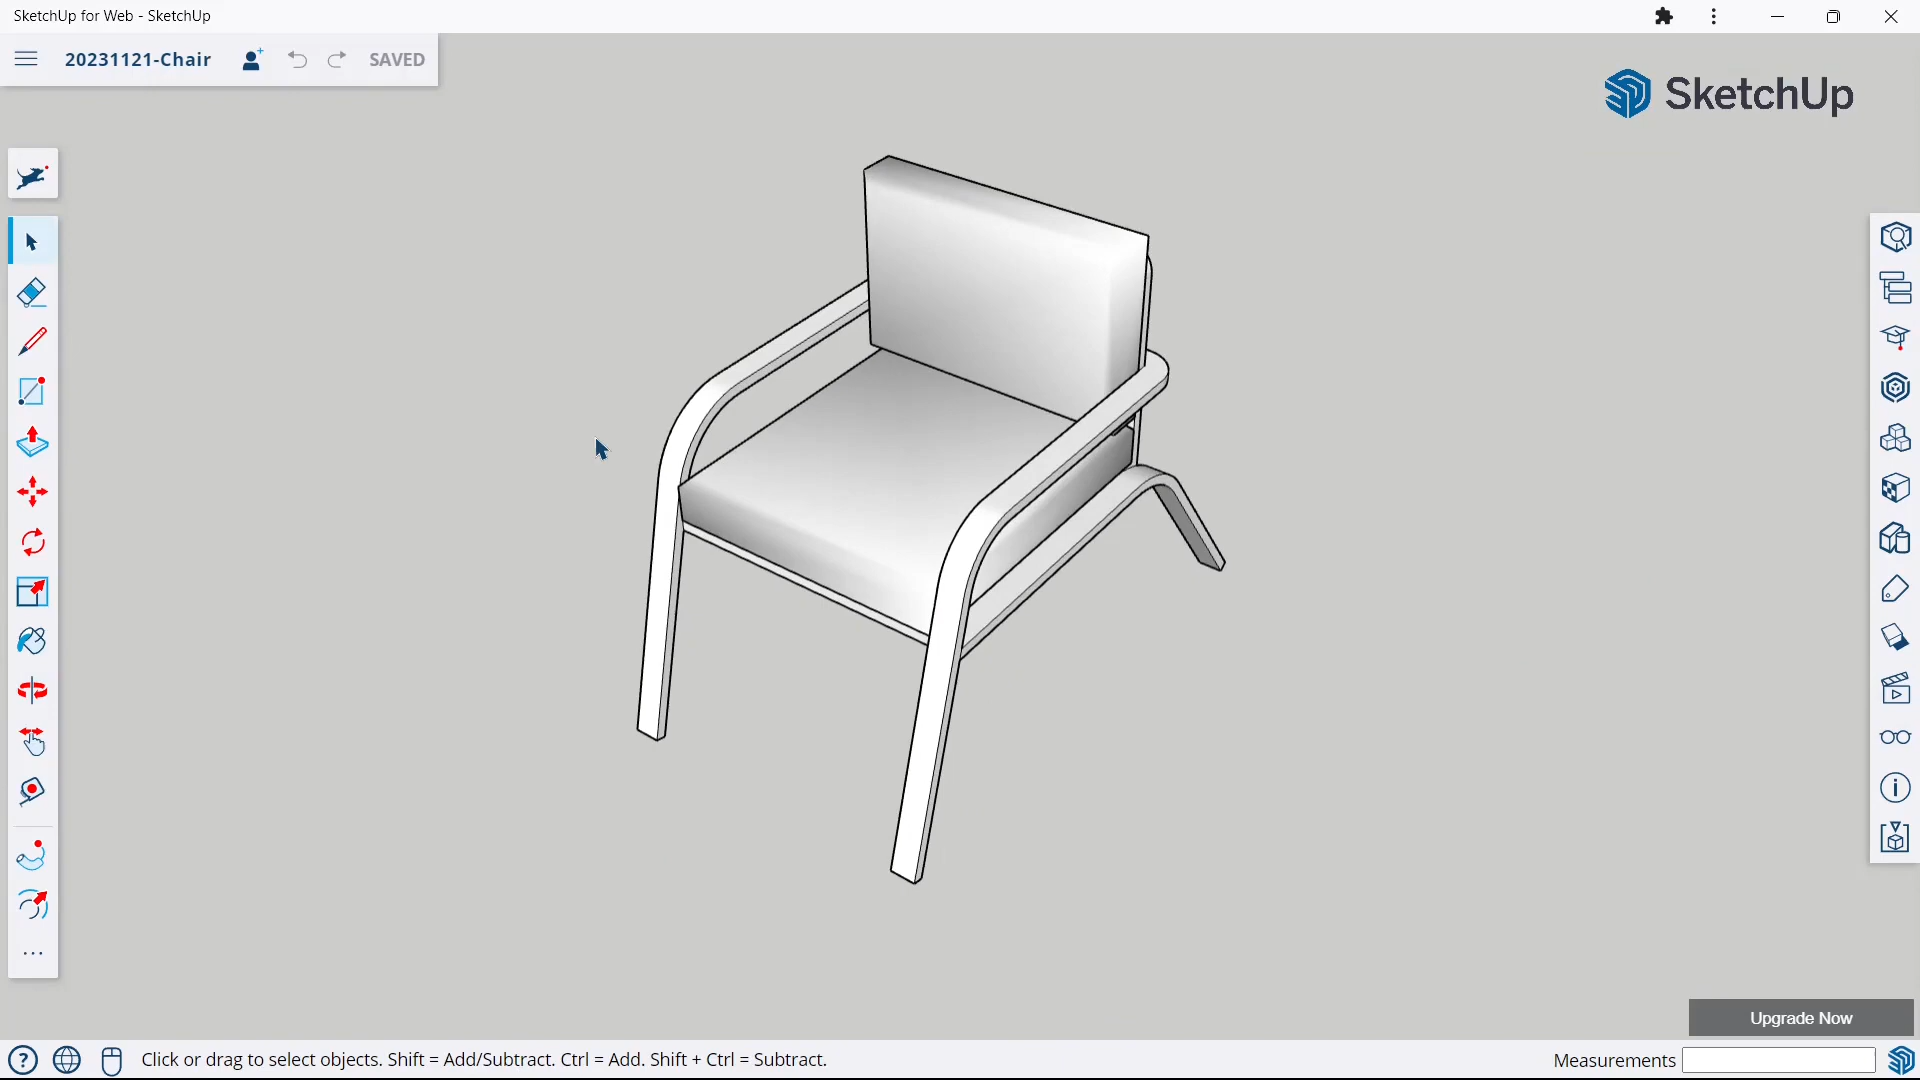 SketchUp for Web - SketchUp
20231121-Chair
SAVED
SketchUp
Upgrade Now
Click or drag to select objects. Shift = Add/Subtract. Ctrl = Add. Shift + Ctrl = Subtract.
Measurements